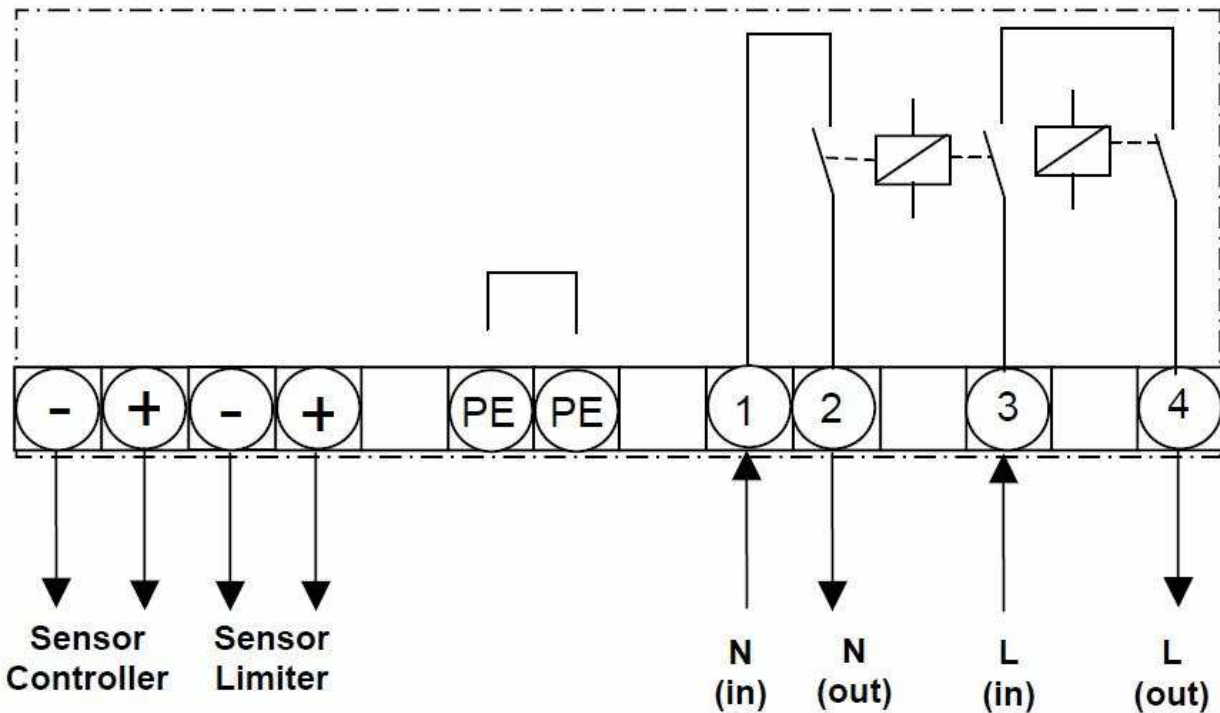 - + - + PE PE 1 2 3 4
Sensor Controller
Sensor Limiter
N (in)
N (out)
L (in)
L (out)